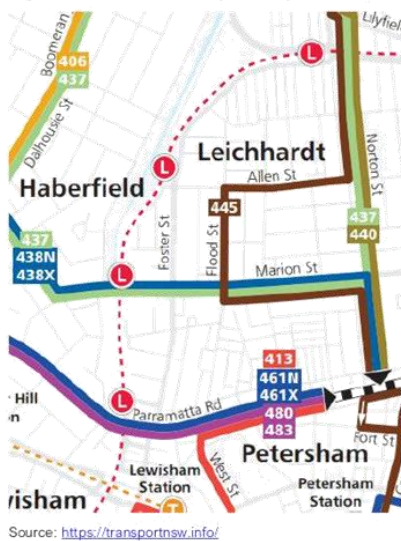 Lilyfield
Boomeran
406
437
Dalhousie St
L
L
Leichhardt
Allen St
Norton St
Haberfield
445
Foster St
Flood St
437
440
437
438N
438X
L
Marion St
413
461N
461X
480
483
L
r Hill
on
Parramatta Rd
Fort St
Petersham
West St
Lewisham
Station
Petersham
Station
wisham
T
Source: https://transportnsw.info/